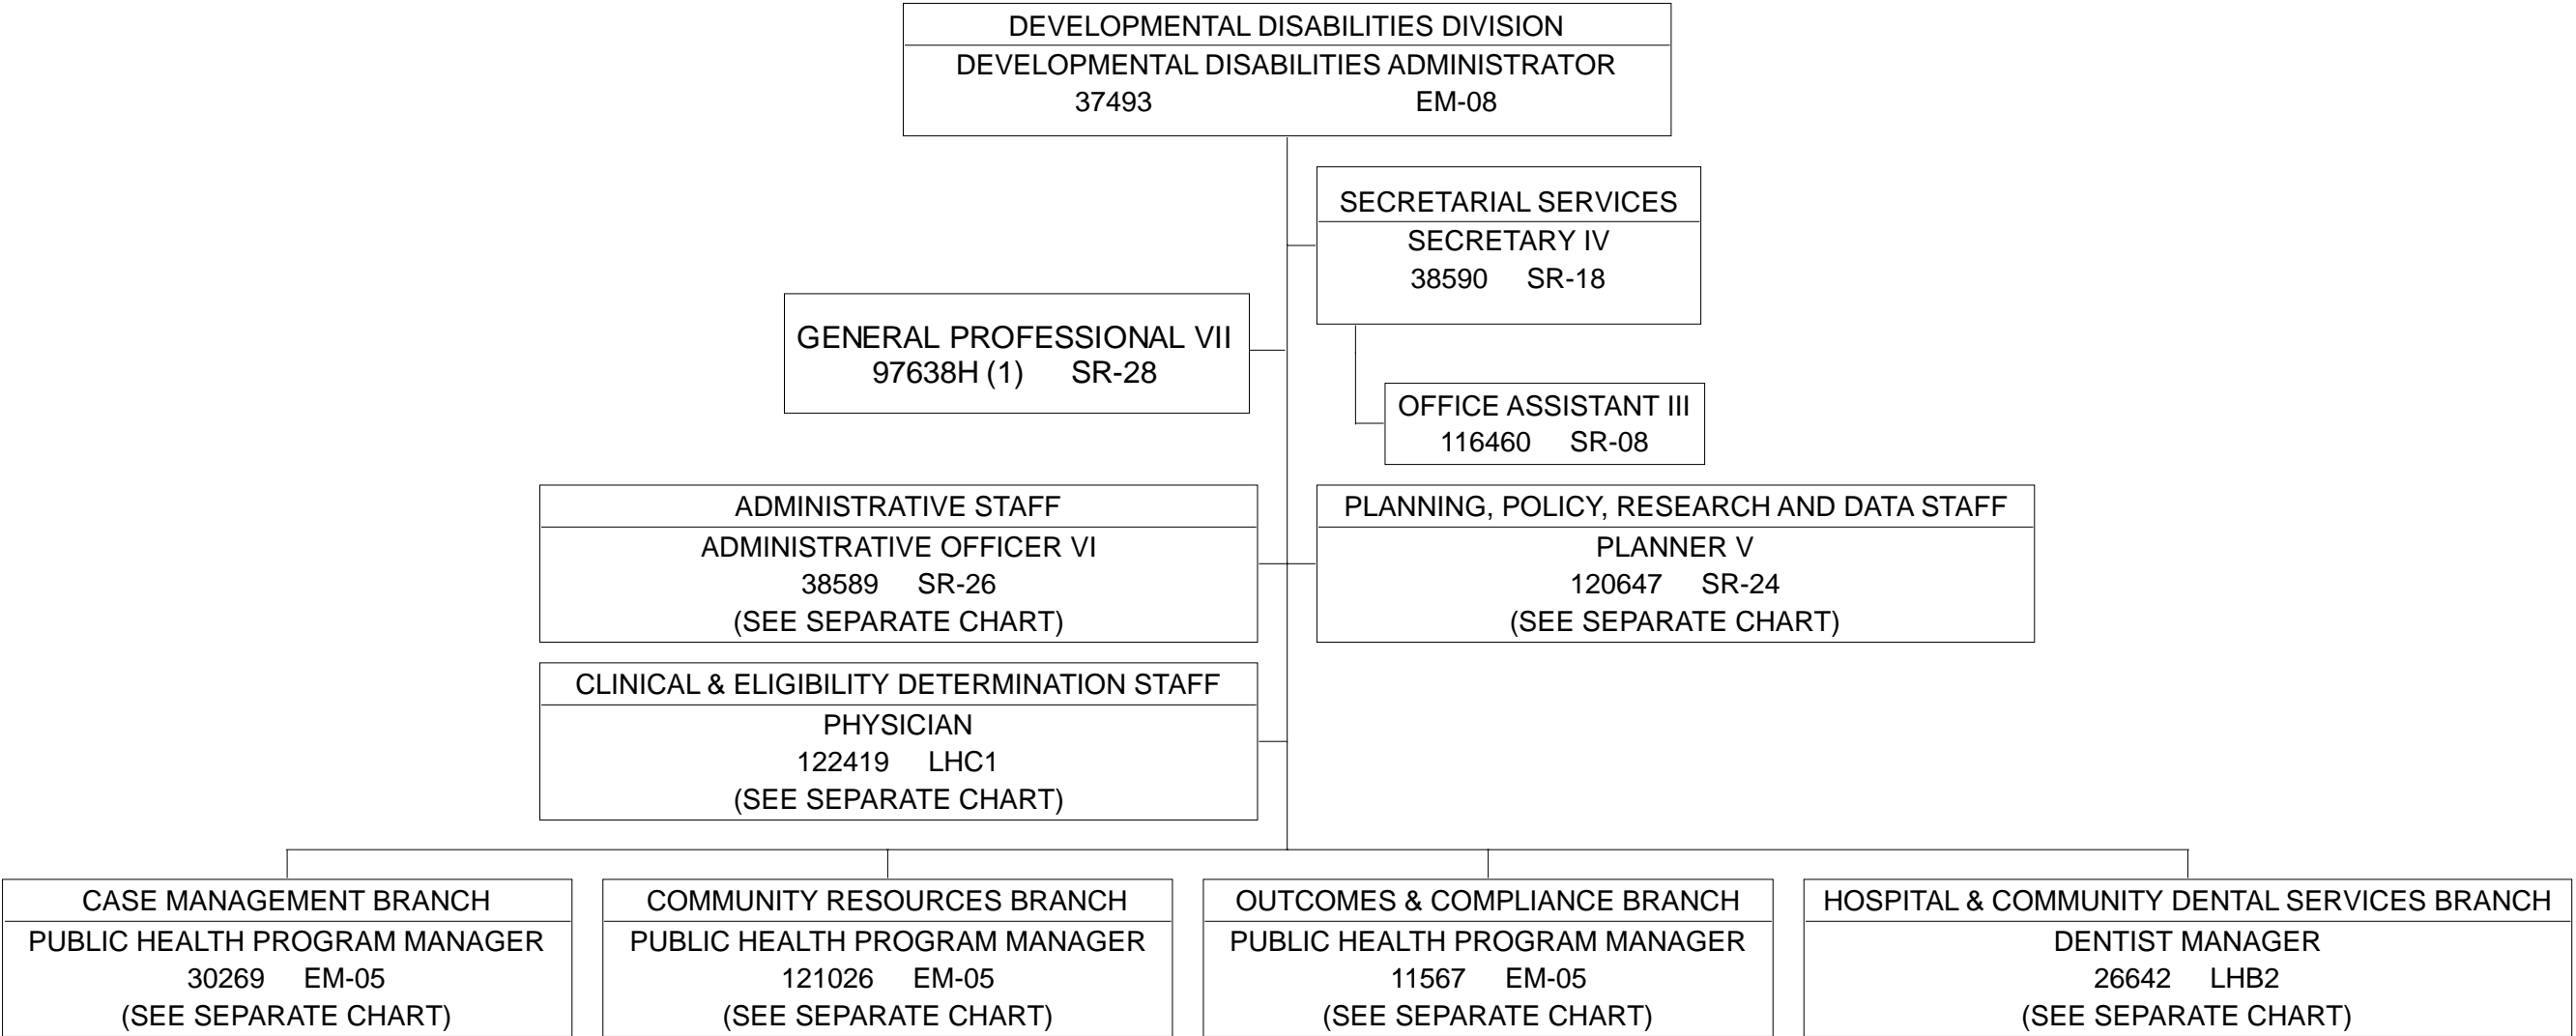 DEVELOPMENTAL DISABILITIES DIVISION
DEVELOPMENTAL DISABILITIES ADMINISTRATOR
37493 EM-08
SECRETARIAL SERVICES
SECRETARY IV
38590 SR-18
GENERAL PROFESSIONAL VII
97638H (1) SR-28
OFFICE ASSISTANT III
116460 SR-08
ADMINISTRATIVE STAFF
ADMINISTRATIVE OFFICER VI
38589 SR-26
(SEE SEPARATE CHART)
PLANNING, POLICY, RESEARCH AND DATA STAFF
PLANNER V
120647 SR-24
(SEE SEPARATE CHART)
CLINICAL & ELIGIBILITY DETERMINATION STAFF
PHYSICIAN
122419 LHC1
(SEE SEPARATE CHART)
CASE MANAGEMENT BRANCH
PUBLIC HEALTH PROGRAM MANAGER
30269 EM-05
(SEE SEPARATE CHART)
COMMUNITY RESOURCES BRANCH
PUBLIC HEALTH PROGRAM MANAGER
121026 EM-05
(SEE SEPARATE CHART)
OUTCOMES & COMPLIANCE BRANCH
PUBLIC HEALTH PROGRAM MANAGER
11567 EM-05
(SEE SEPARATE CHART)
HOSPITAL & COMMUNITY DENTAL SERVICES BRANCH
DENTIST MANAGER
26642 LHB2
(SEE SEPARATE CHART)